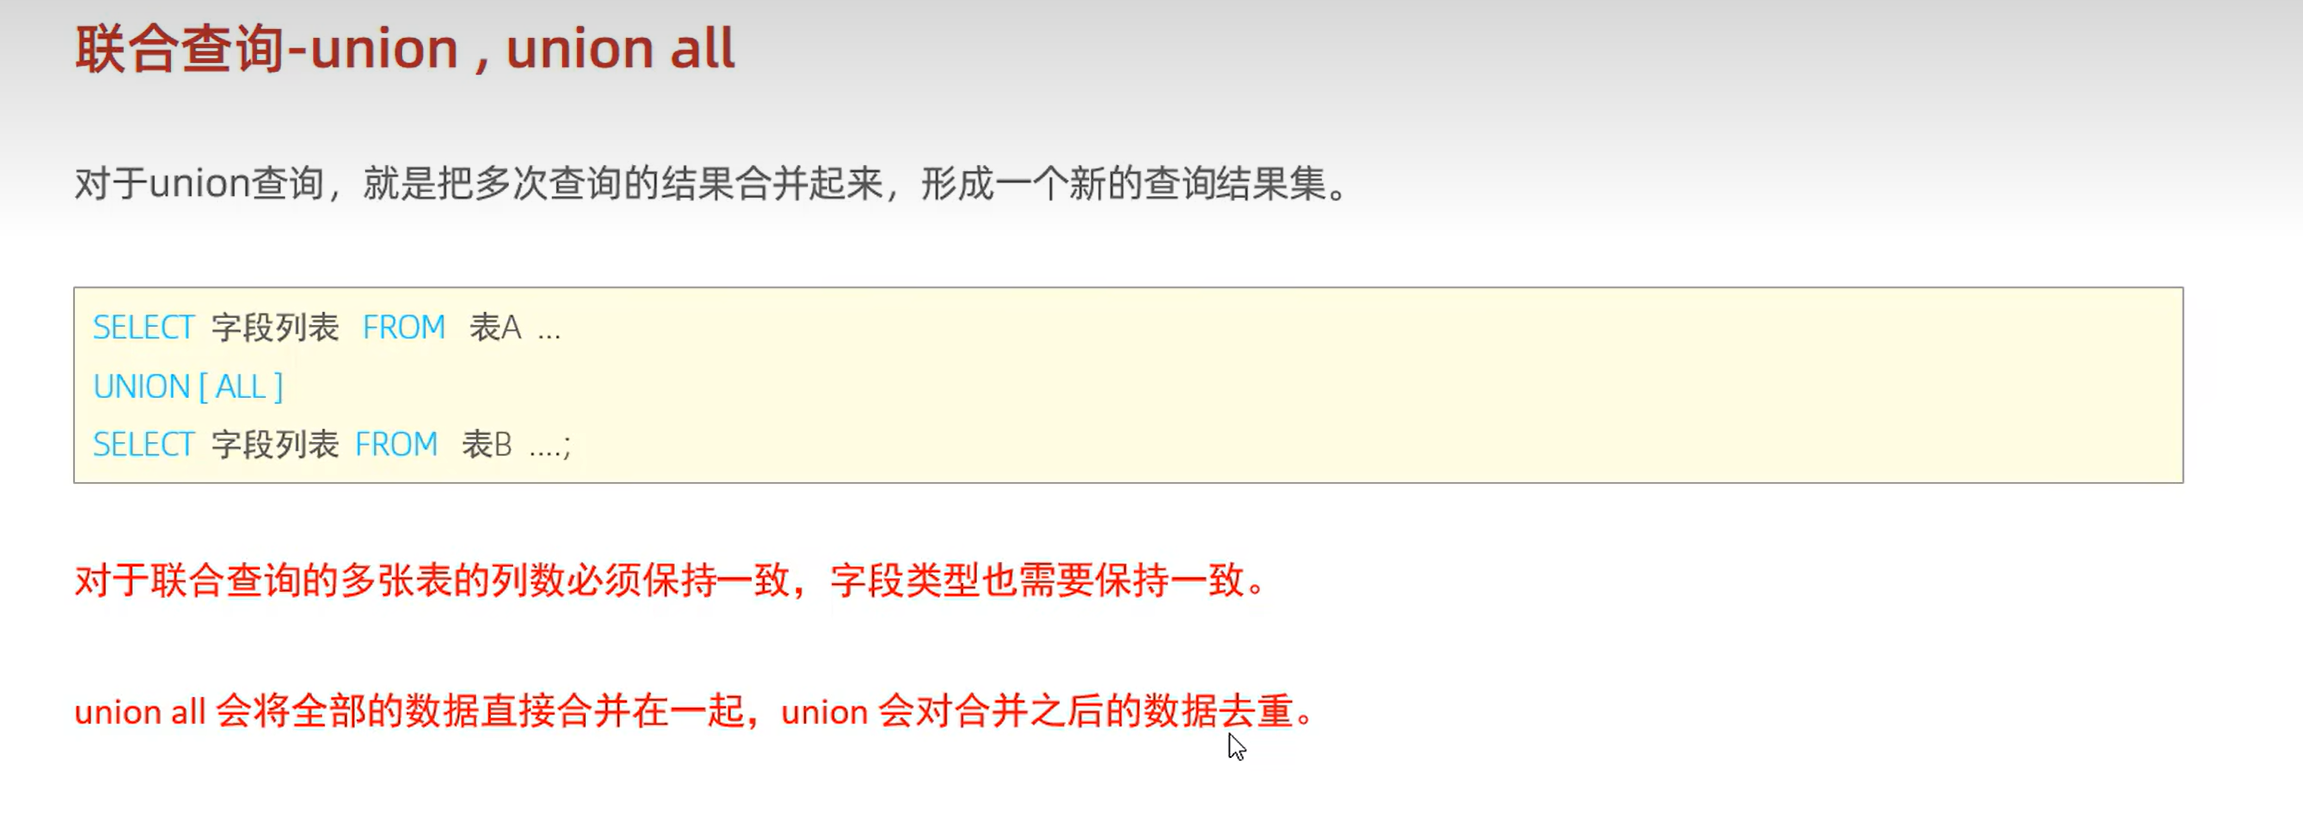 联合查询-union , union all
对于union查询，就是把多次查询的结果合并起来，形成一个新的查询结果集。
SELECT 字段列表 FROM 表A ...
UNION [ ALL ]
SELECT 字段列表 FROM 表B ....;
对于联合查询的多张表的列数必须保持一致，字段类型也需要保持一致。
union all 会将全部的数据直接合并在一起，union 会对合并之后的数据去重。